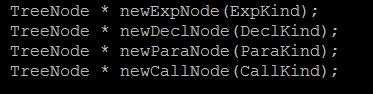 TreeNode * newExpNode(ExpKind);
TreeNode * newDeclNode(DeclKind);
TreeNode * newParaNode(ParaKind);
TreeNode * newCallNode(CallKind);